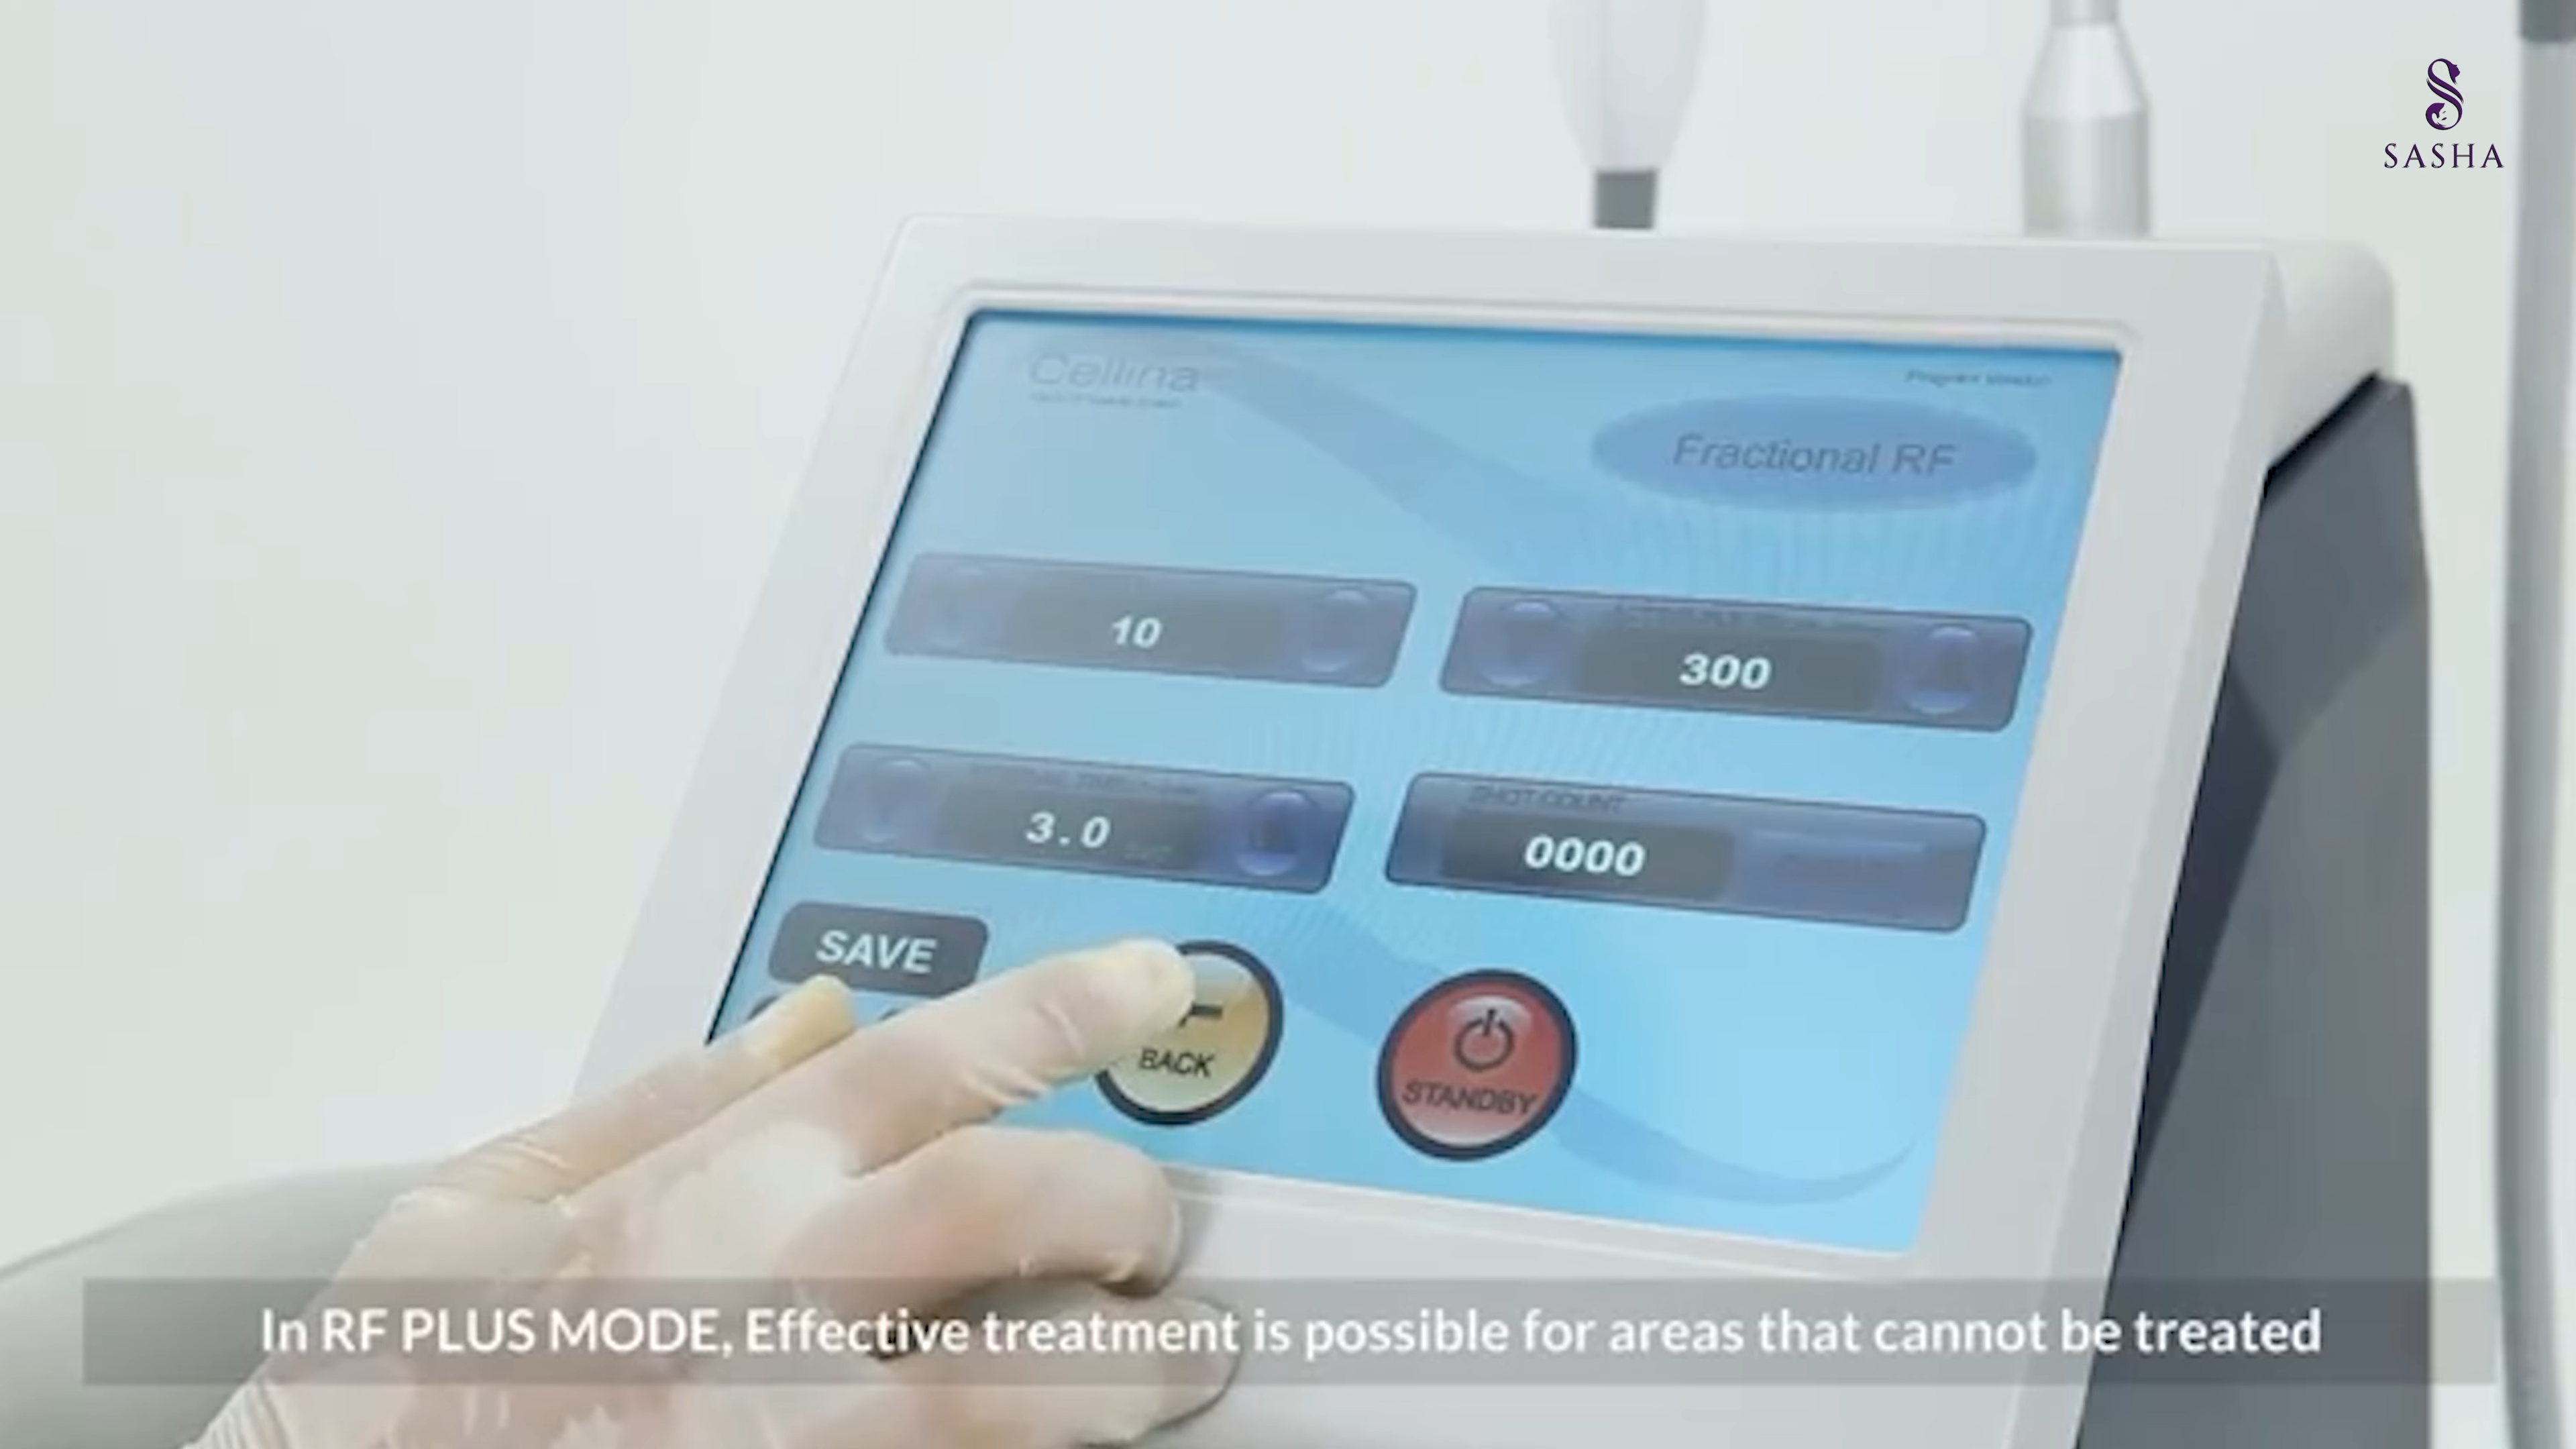 SASHA
Cellina
Fractional RF
10
300
3.0
SHOT COUNT
0000
SAVE
BACK
STANDBY
In RF PLUS MODE, Effective treatment is possible for areas that cannot be treated